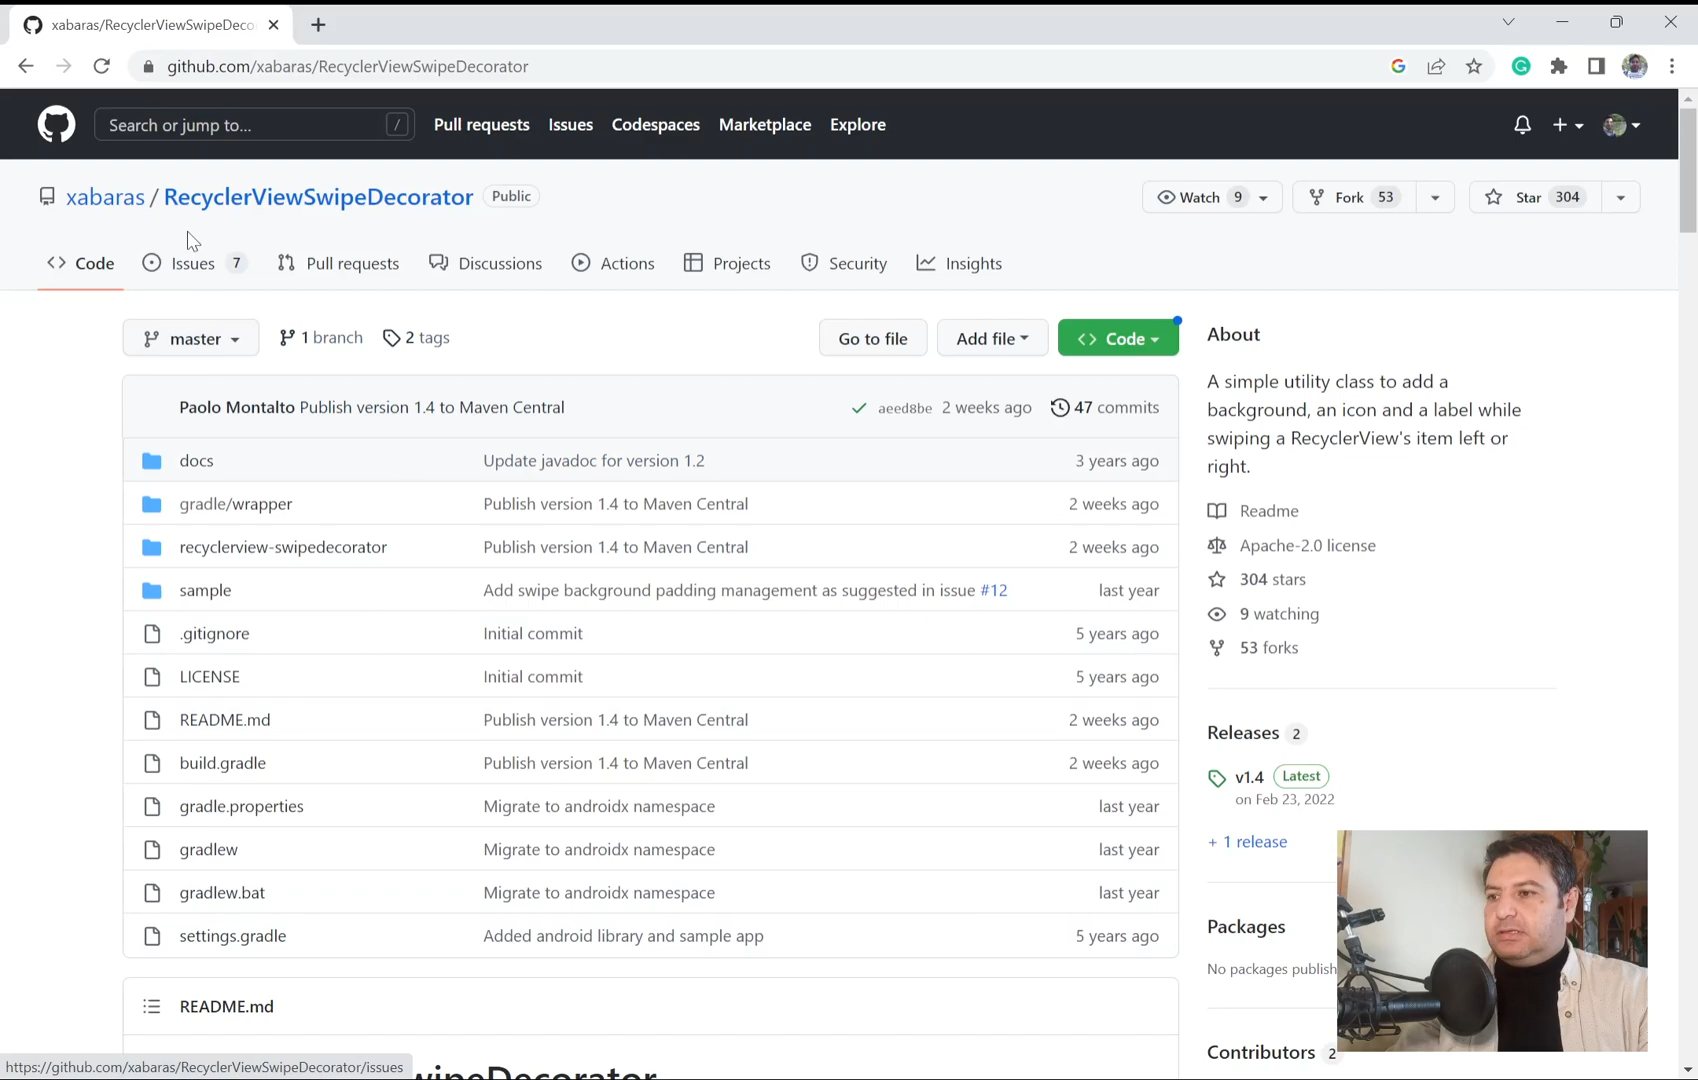 xabaras/RecyclerViewSwipeDeco
github.com/xabaras/RecyclerViewSwipeDecorator
Search or jump to... /
Pull requests Issues Codespaces Marketplace Explore
xabaras / RecyclerViewSwipeDecorator Public
Watch 9 Fork 53 Star 304
Code Issues 7 Pull requests Discussions Actions Projects Security Insights
master 1 branch 2 tags Go to file Add file Code
Paolo Montalto Publish version 1.4 to Maven Central aeed8be 2 weeks ago 47 commits
docs Update javadoc for version 1.2 3 years ago
gradle/wrapper Publish version 1.4 to Maven Central 2 weeks ago
recyclerview-swipedecorator Publish version 1.4 to Maven Central 2 weeks ago
sample Add swipe background padding management as suggested in issue #12 last year
.gitignore Initial commit 5 years ago
LICENSE Initial commit 5 years ago
README.md Publish version 1.4 to Maven Central 2 weeks ago
build.gradle Publish version 1.4 to Maven Central 2 weeks ago
gradle.properties Migrate to androidx namespace last year
gradlew Migrate to androidx namespace last year
gradlew.bat Migrate to androidx namespace last year
settings.gradle Added android library and sample app 5 years ago
README.md
wipeDecorator
About
A simple utility class to add a
background, an icon and a label while
swiping a RecyclerView's item left or
right.
Readme
Apache-2.0 license
304 stars
9 watching
53 forks
Releases 2
v1.4 Latest
on Feb 23, 2022
+ 1 release
Packages
No packages publish
Contributors 2
https://github.com/xabaras/RecyclerViewSwipeDecorator/issues